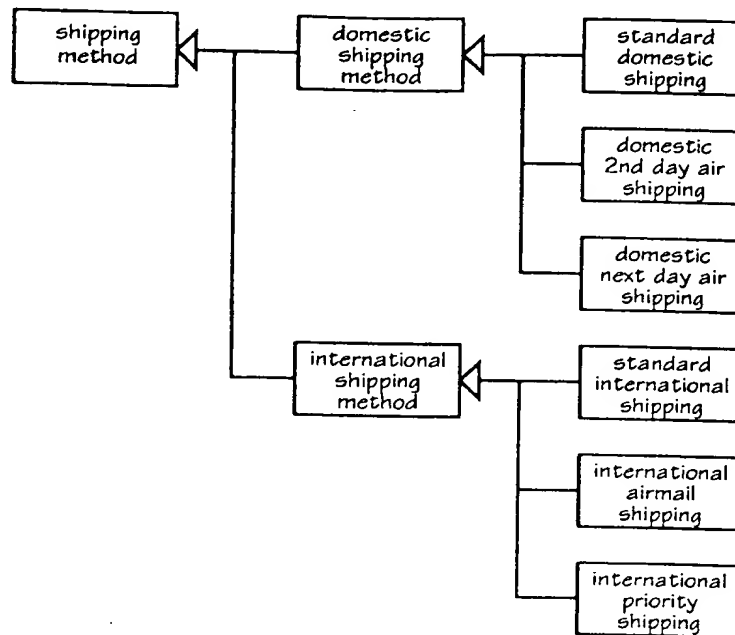 shipping
method
domestic
shipping
method
standard
domestic
shipping
domestic
2nd day air
shipping
domestic
next day air
shipping
international
shipping
method
standard
international
shipping
international
airmail
shipping
international
priority
shipping